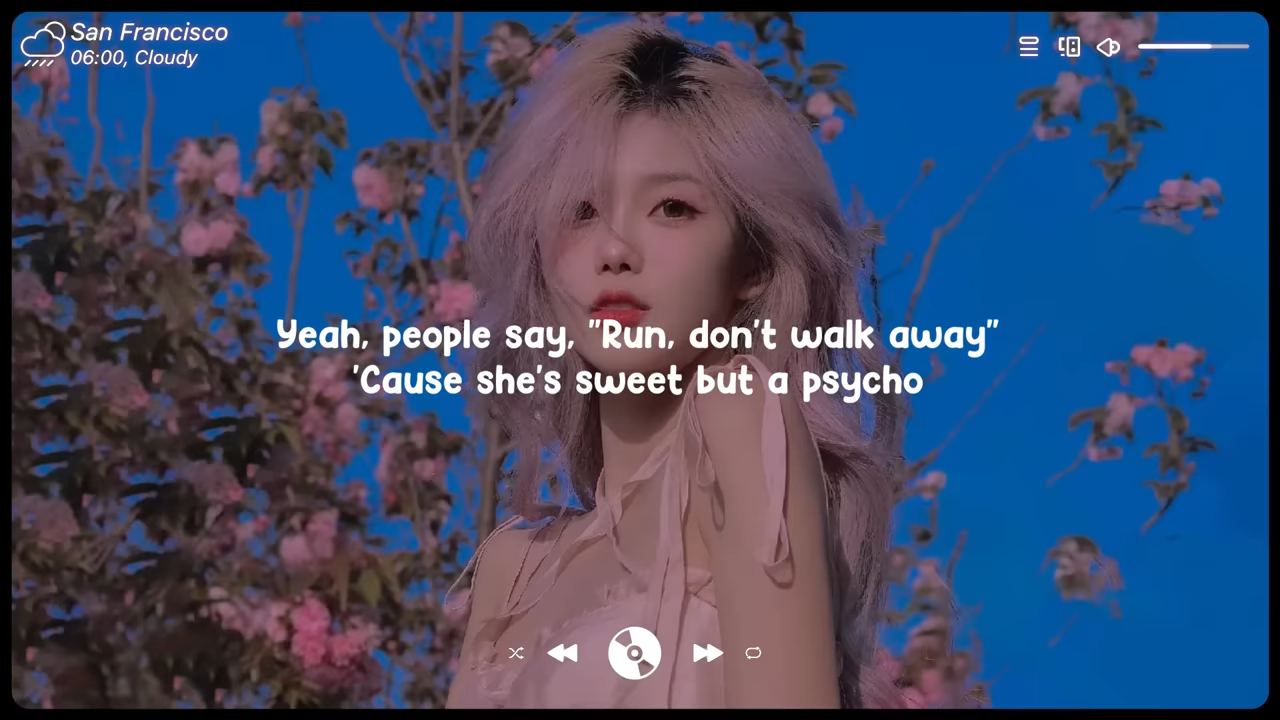 San Francisco
06:00, Cloudy
Yeah, people say, "Run, don't walk away"
'Cause she's sweet but a psycho